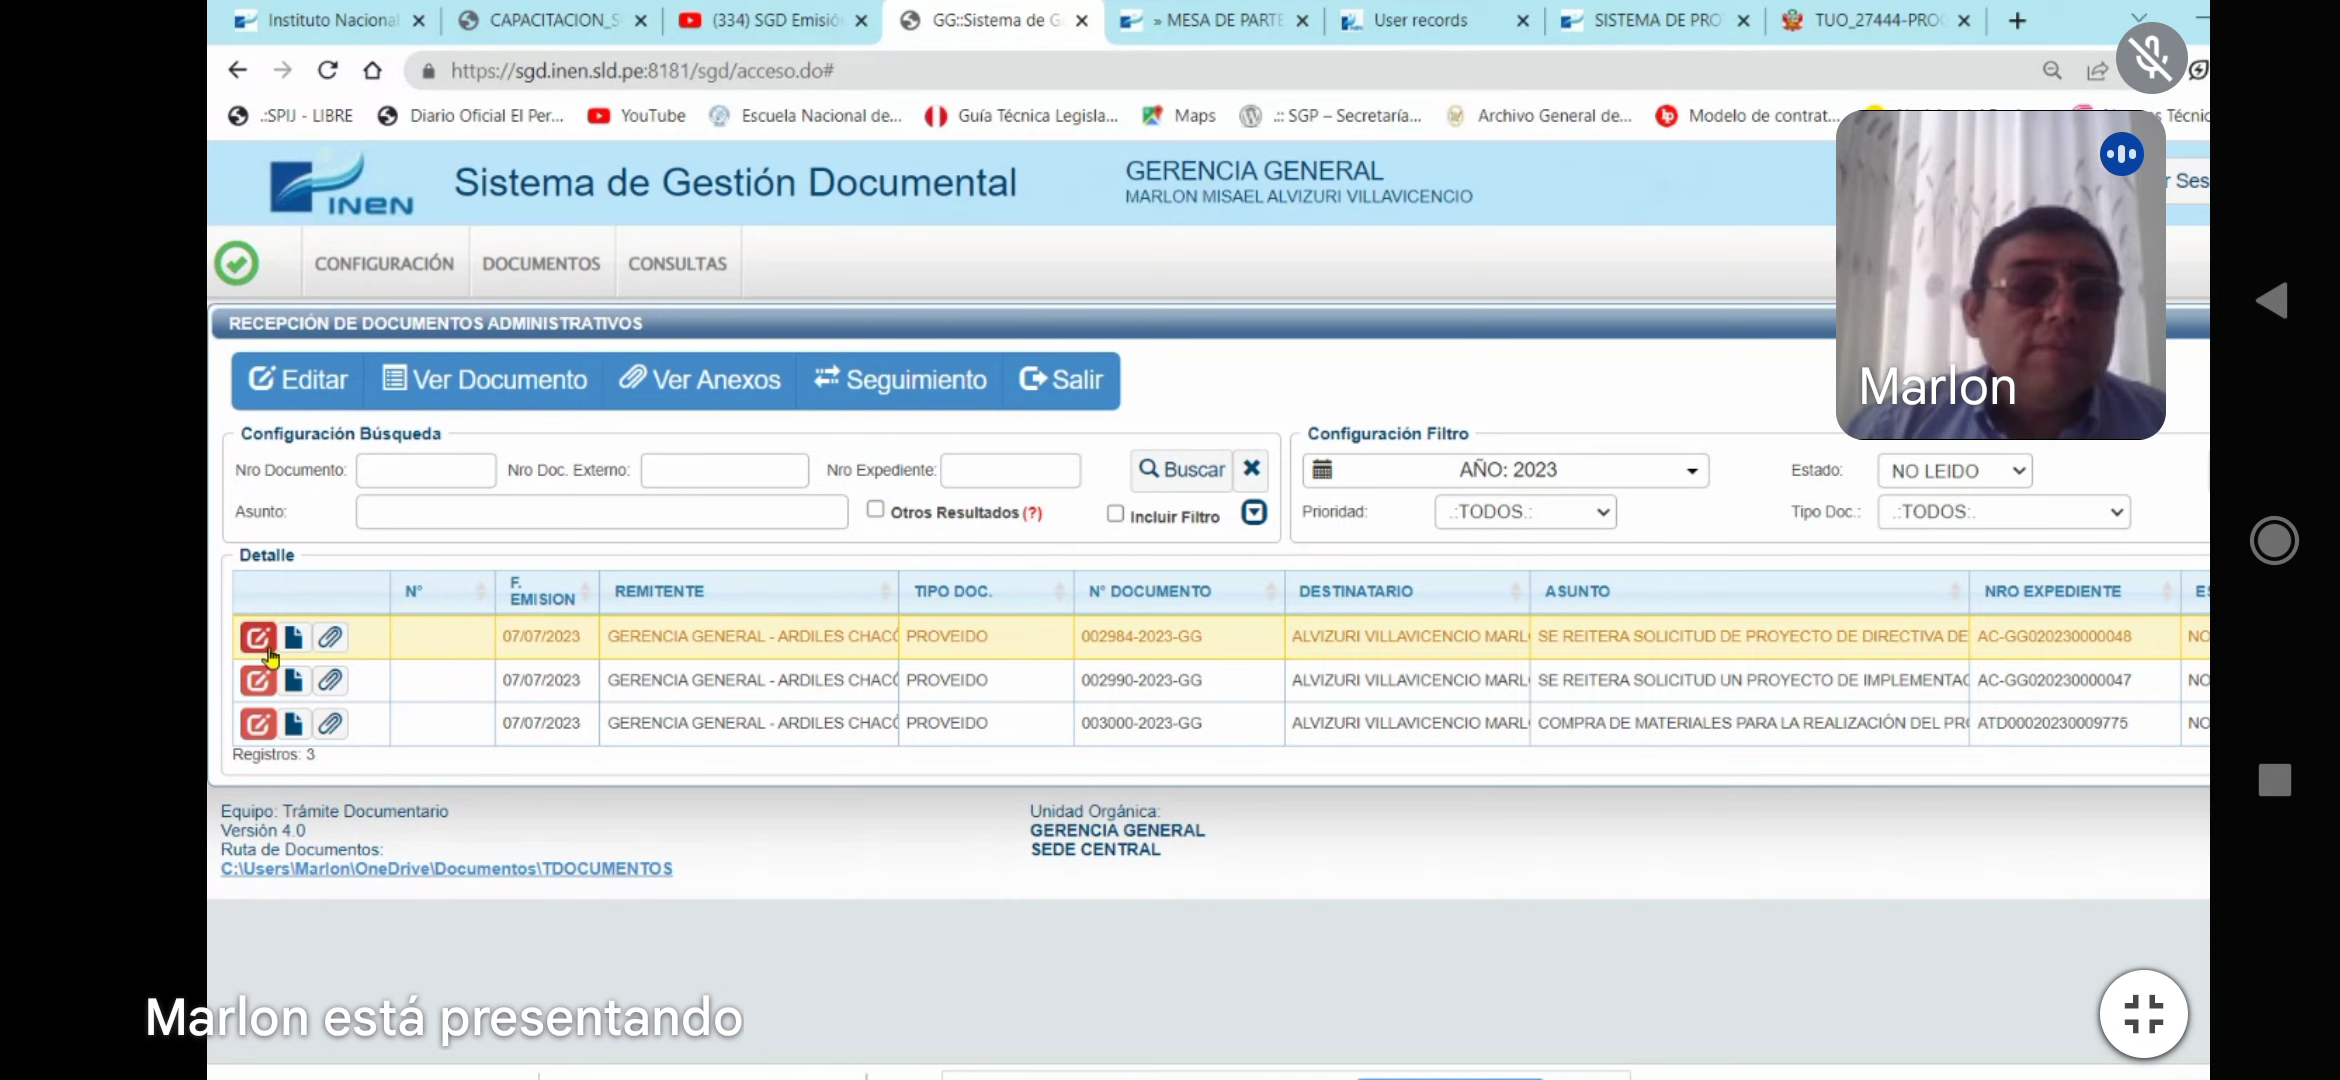 Instituto Nacional
CAPACITACION_S
(334) SGD Emisió
GG::Sistema de G
» MESA DE PARTE
User records
SISTEMA DE PRO
TUO_27444-PRO
https://sgd.inen.sld.pe:8181/sgd/acceso.do#
.:SPIJ - LIBRE
Diario Oficial El Per...
YouTube
Escuela Nacional de...
Guía Técnica Legisla...
Maps
.:: SGP – Secretaría...
Archivo General de...
Modelo de contrat...
s Técnic
INEN
Sistema de Gestión Documental
GERENCIA GENERAL
MARLON MISAEL ALVIZURI VILLAVICENCIO
r Ses
CONFIGURACIÓN
DOCUMENTOS
CONSULTAS
RECEPCIÓN DE DOCUMENTOS ADMINISTRATIVOS
Editar
Ver Documento
Ver Anexos
Seguimiento
Salir
Marlon
Configuración Búsqueda
Configuración Filtro
Nro Documento:
Nro Doc. Externo:
Nro Expediente:
Buscar
AÑO: 2023
Estado:
NO LEIDO
Asunto:
Otros Resultados (?)
Incluir Filtro
Prioridad:
.:TODOS.:
Tipo Doc.:
.:TODOS:.
Detalle
N° F. EMISION REMITENTE TIPO DOC. N° DOCUMENTO DESTINATARIO ASUNTO NRO EXPEDIENTE ES
07/07/2023 GERENCIA GENERAL - ARDILES CHACÓ PROVEIDO 002984-2023-GG ALVIZURI VILLAVICENCIO MARL SE REITERA SOLICITUD DE PROYECTO DE DIRECTIVA DE AC-GG020230000048 NO
07/07/2023 GERENCIA GENERAL - ARDILES CHACÓ PROVEIDO 002990-2023-GG ALVIZURI VILLAVICENCIO MARL SE REITERA SOLICITUD UN PROYECTO DE IMPLEMENTAC AC-GG020230000047 NO
07/07/2023 GERENCIA GENERAL - ARDILES CHACÓ PROVEIDO 003000-2023-GG ALVIZURI VILLAVICENCIO MARL COMPRA DE MATERIALES PARA LA REALIZACIÓN DEL PR ATD00020230009775 NO
Registros: 3
Equipo: Trámite Documentario
Versión 4.0
Ruta de Documentos:
C:\Users\Marlon\OneDrive\Documentos\TDOCUMENTOS
Unidad Orgánica:
GERENCIA GENERAL
SEDE CENTRAL
Marlon está presentando